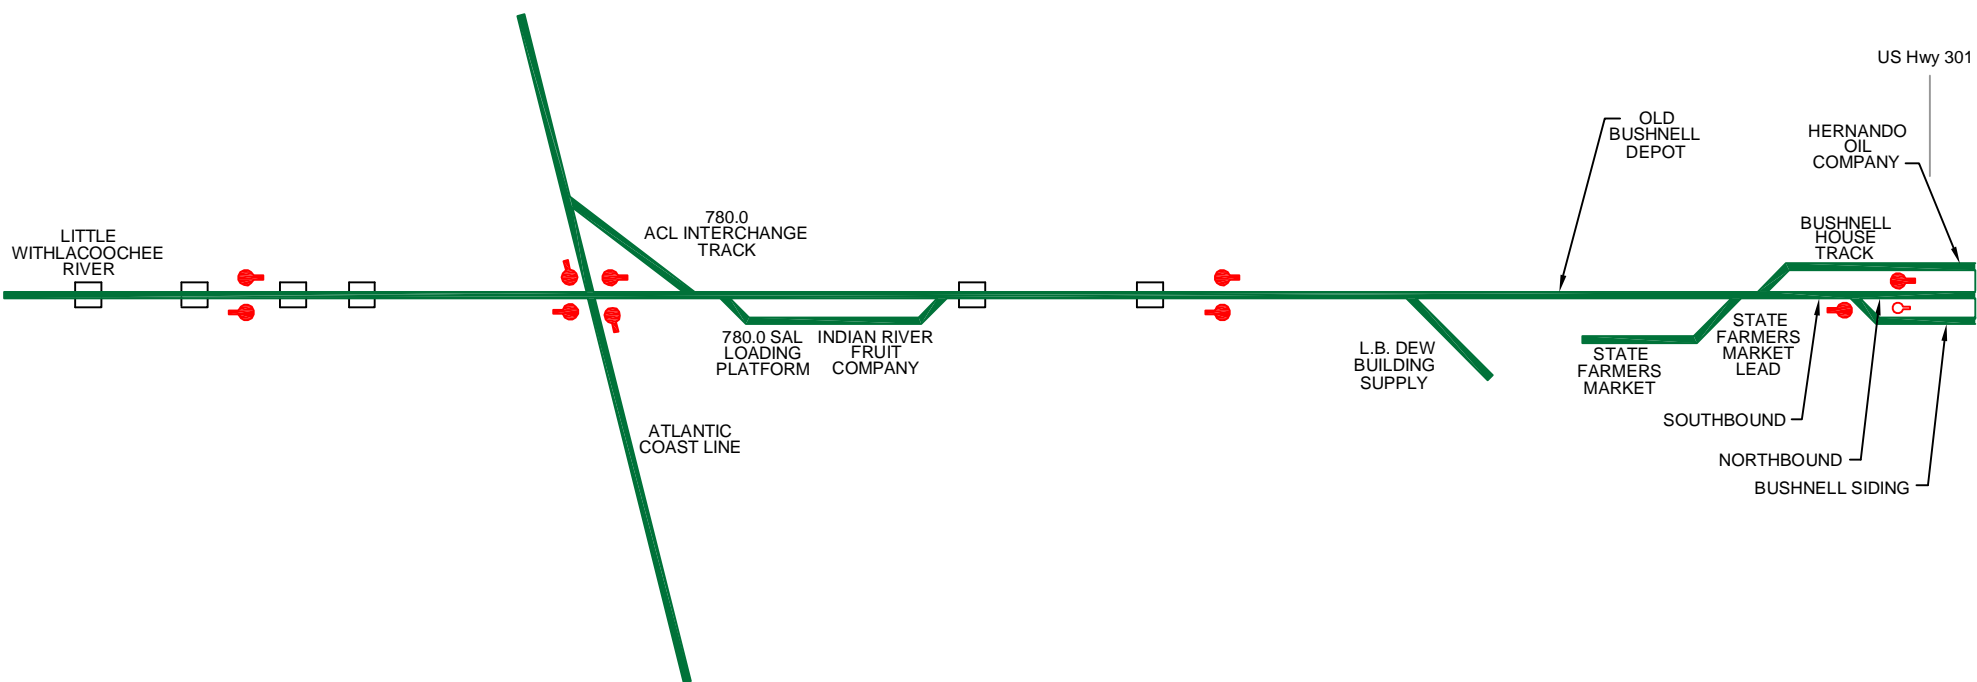 US Hwy 301
OLD
BUSHNELL
DEPOT
HERNANDO
OIL
COMPANY
LITTLE
WITHLACOOCHEE
RIVER
780.0
ACL INTERCHANGE
TRACK
BUSHNELL
HOUSE
TRACK
780.0 SAL
LOADING
PLATFORM
INDIAN RIVER
FRUIT
COMPANY
L.B. DEW
BUILDING
SUPPLY
STATE
FARMERS
MARKET
STATE
FARMERS
MARKET
LEAD
SOUTHBOUND
ATLANTIC
COAST LINE
NORTHBOUND
BUSHNELL SIDING